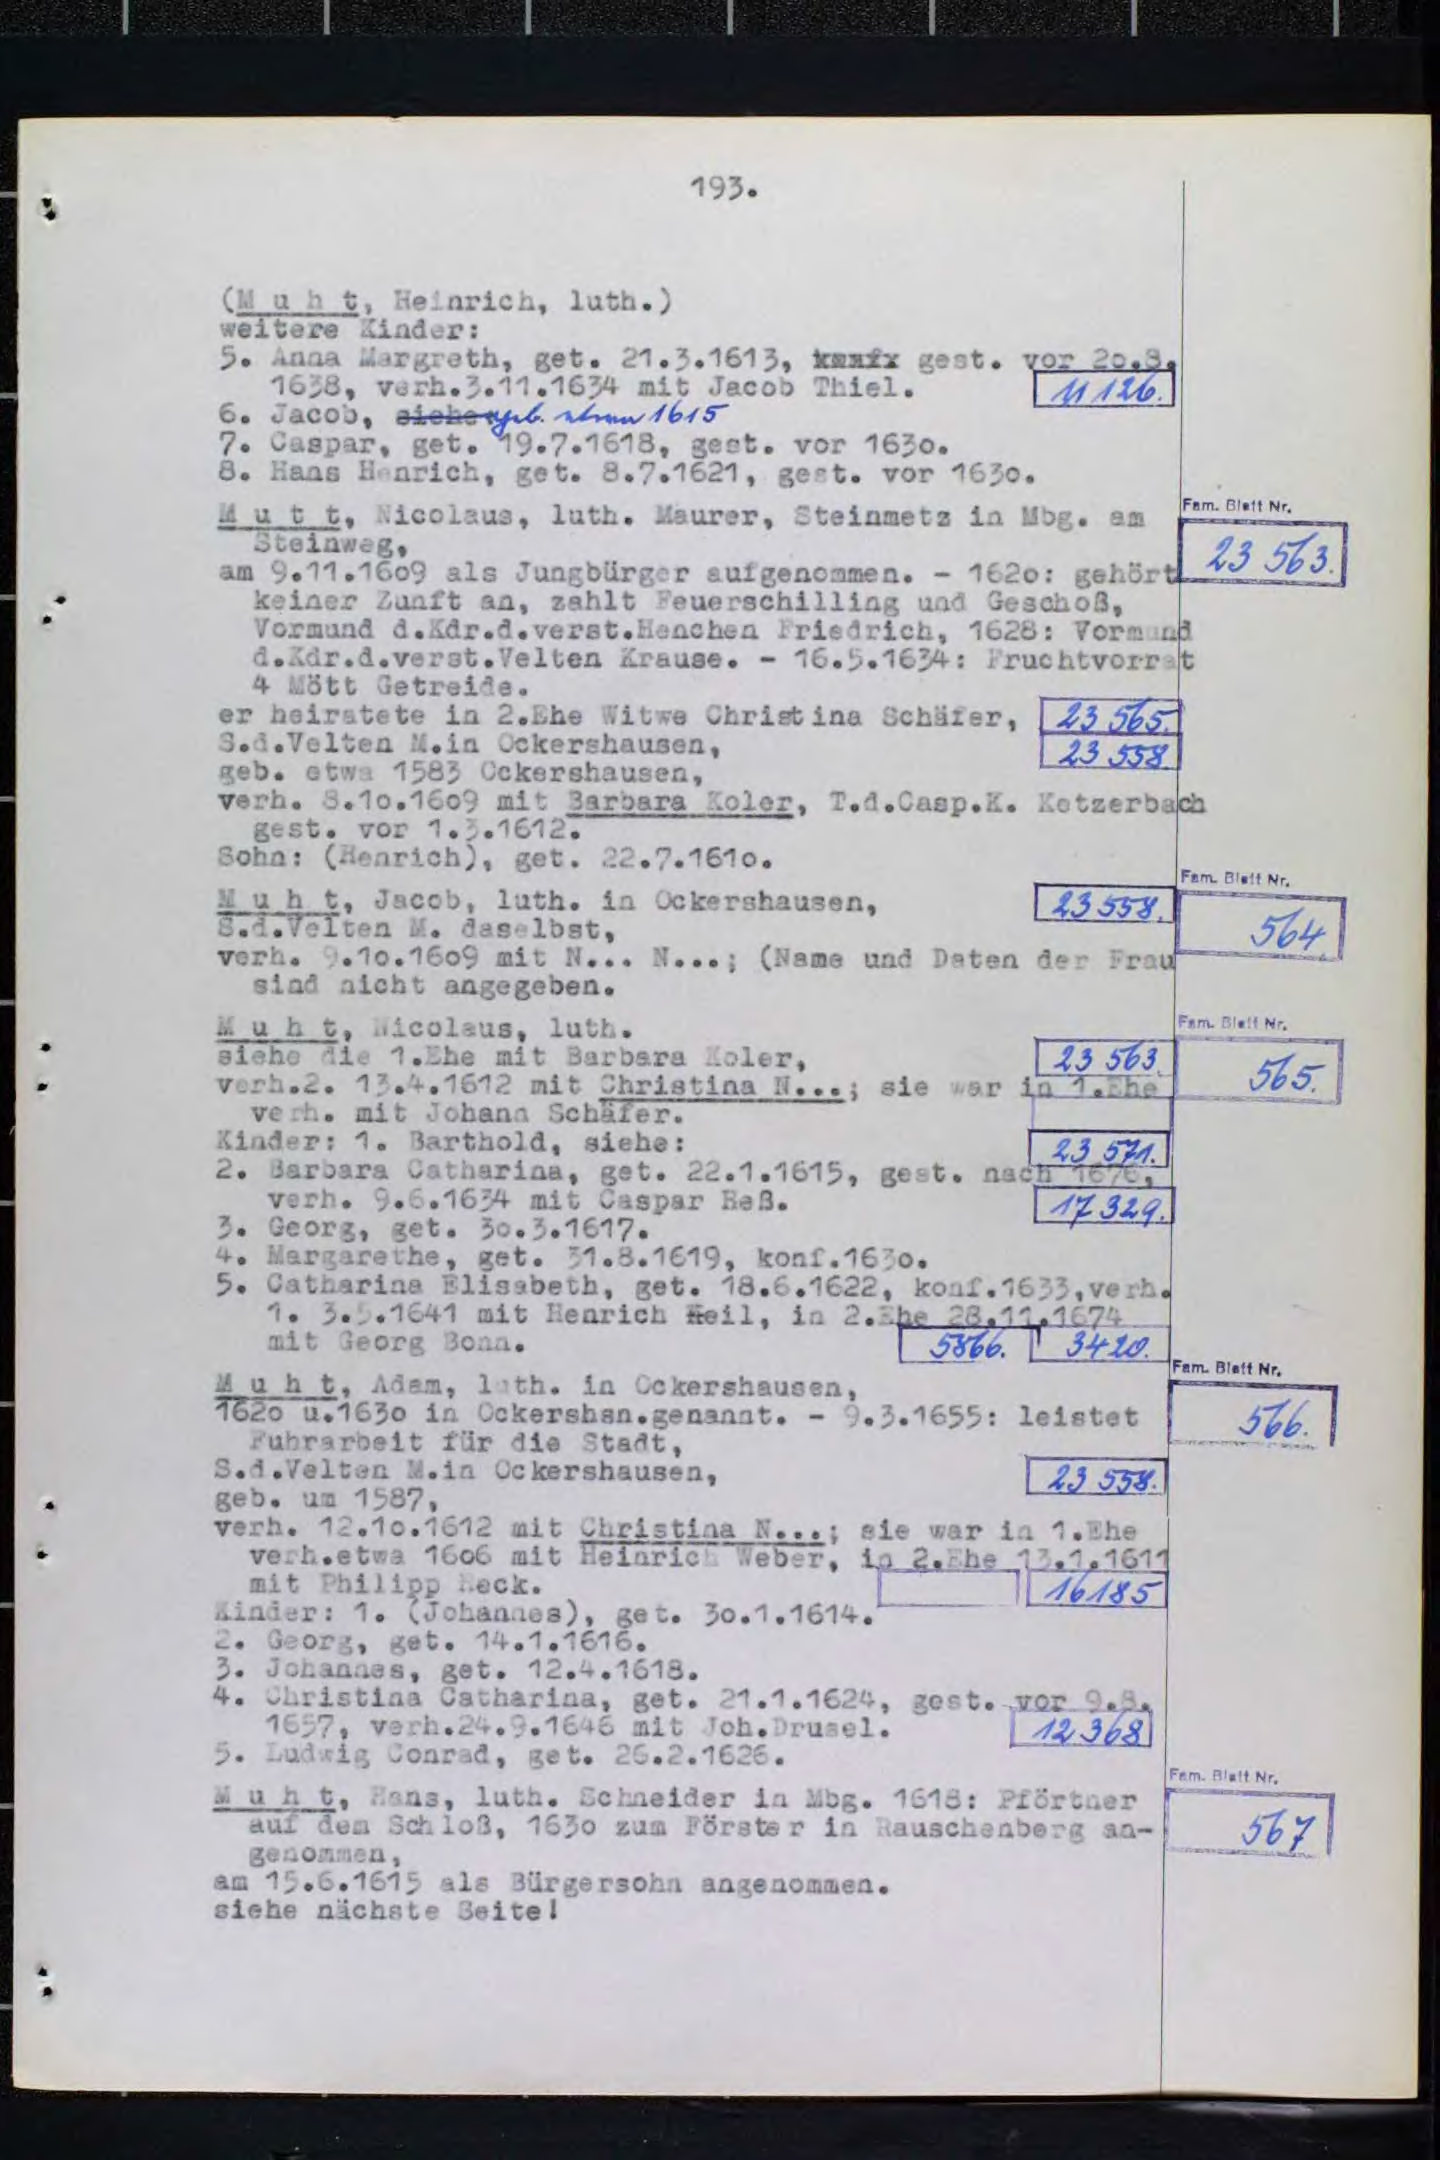 193.
(M u h t, Heinrich, luth.)
weitere Kinder:
5. Anna Margreth, get. 21.3.1613, gest. vor 20.8.
1638, verh.3.11.1634 mit Jacob Thiel.
11 126.
6. Jacob, siehe geb. etwa 1615
7. Caspar, get. 19.7.1618, gest. vor 1630.
8. Hans Henrich, get. 8.7.1621, gest. vor 1630.
Fam. Blatt Nr.
23 563.
M u t t, Nicolaus, luth. Maurer, Steinmetz in Mbg. am
Steinweg,
am 9.11.1609 als Jungbürger aufgenommen. - 1620: gehört
keiner Zunft an, zahlt Feuerschilling und Geschoß,
Vormund d.Kdr.d.verst.Henchen Friedrich, 1628: Vormund
d.Kdr.d.verst.Velten Krause. - 16.5.1634: Fruchtvorrat
4 Mött Getreide.
er heiratete in 2.Ehe Witwe Christina Schäfer, 23 565.
S.d.Velten M.in Ockershausen, 23 558
geb. etwa 1583 Ockershausen,
verh. 8.10.1609 mit Barbara Koler, T.d.Casp.K. Ketzerbach
gest. vor 1.3.1612.
Sohn: (Henrich), get. 22.7.1610.
Fam. Blatt Nr.
564
M u h t, Jacob, luth. in Ockershausen, 23 558.
S.d.Velten M. daselbst,
verh. 9.10.1609 mit N... N...; (Name und Daten der Frau
sind nicht angegeben.
Fam. Blatt Nr.
565.
M u h t, Nicolaus, luth.
siehe die 1.Ehe mit Barbara Koler, 23 563.
verh.2. 13.4.1612 mit Christina N...; sie war in 1.Ehe
verh. mit Johann Schäfer.
Kinder: 1. Barthold, siehe: 23 571.
2. Barbara Catharina, get. 22.1.1615, gest. nach 1676,
verh. 9.6.1634 mit Caspar Reß. 17 329.
3. Georg, get. 30.3.1617.
4. Margarethe, get. 31.8.1619, konf.1630.
5. Catharina Elisabeth, get. 18.6.1622, konf.1633,verh.
1. 3.5.1641 mit Henrich Keil, in 2.Ehe 28.11.1674
mit Georg Bonn. 5866. 3420.
Fam. Blatt Nr.
566.
M u h t, Adam, luth. in Ockershausen,
1620 u.1630 in Ockershsn.genannt. - 9.3.1655: leistet
Fuhrarbeit für die Stadt,
S.d.Velten M.in Ockershausen, 23 558.
geb. um 1587,
verh. 12.10.1612 mit Christina N...; sie war in 1.Ehe
verh.etwa 1606 mit Heinrich Weber, in 2.Ehe 13.1.1611
mit Philipp Heck. 16185
Kinder: 1. (Johannes), get. 30.1.1614.
2. Georg, get. 14.1.1616.
3. Johannes, get. 12.4.1618.
4. Christina Catharina, get. 21.1.1624, gest. vor 9.8.
1657, verh.24.9.1646 mit Joh.Drusel. 12368
5. Ludwig Conrad, get. 26.2.1626.
Fam. Blatt Nr.
567
M u h t, Hans, luth. Schneider in Mbg. 1618: Pförtner
auf dem Schloß, 1630 zum Förster in Rauschenberg an-
genommen,
am 15.6.1615 als Bürgersohn angenommen.
siehe nächste Seite!